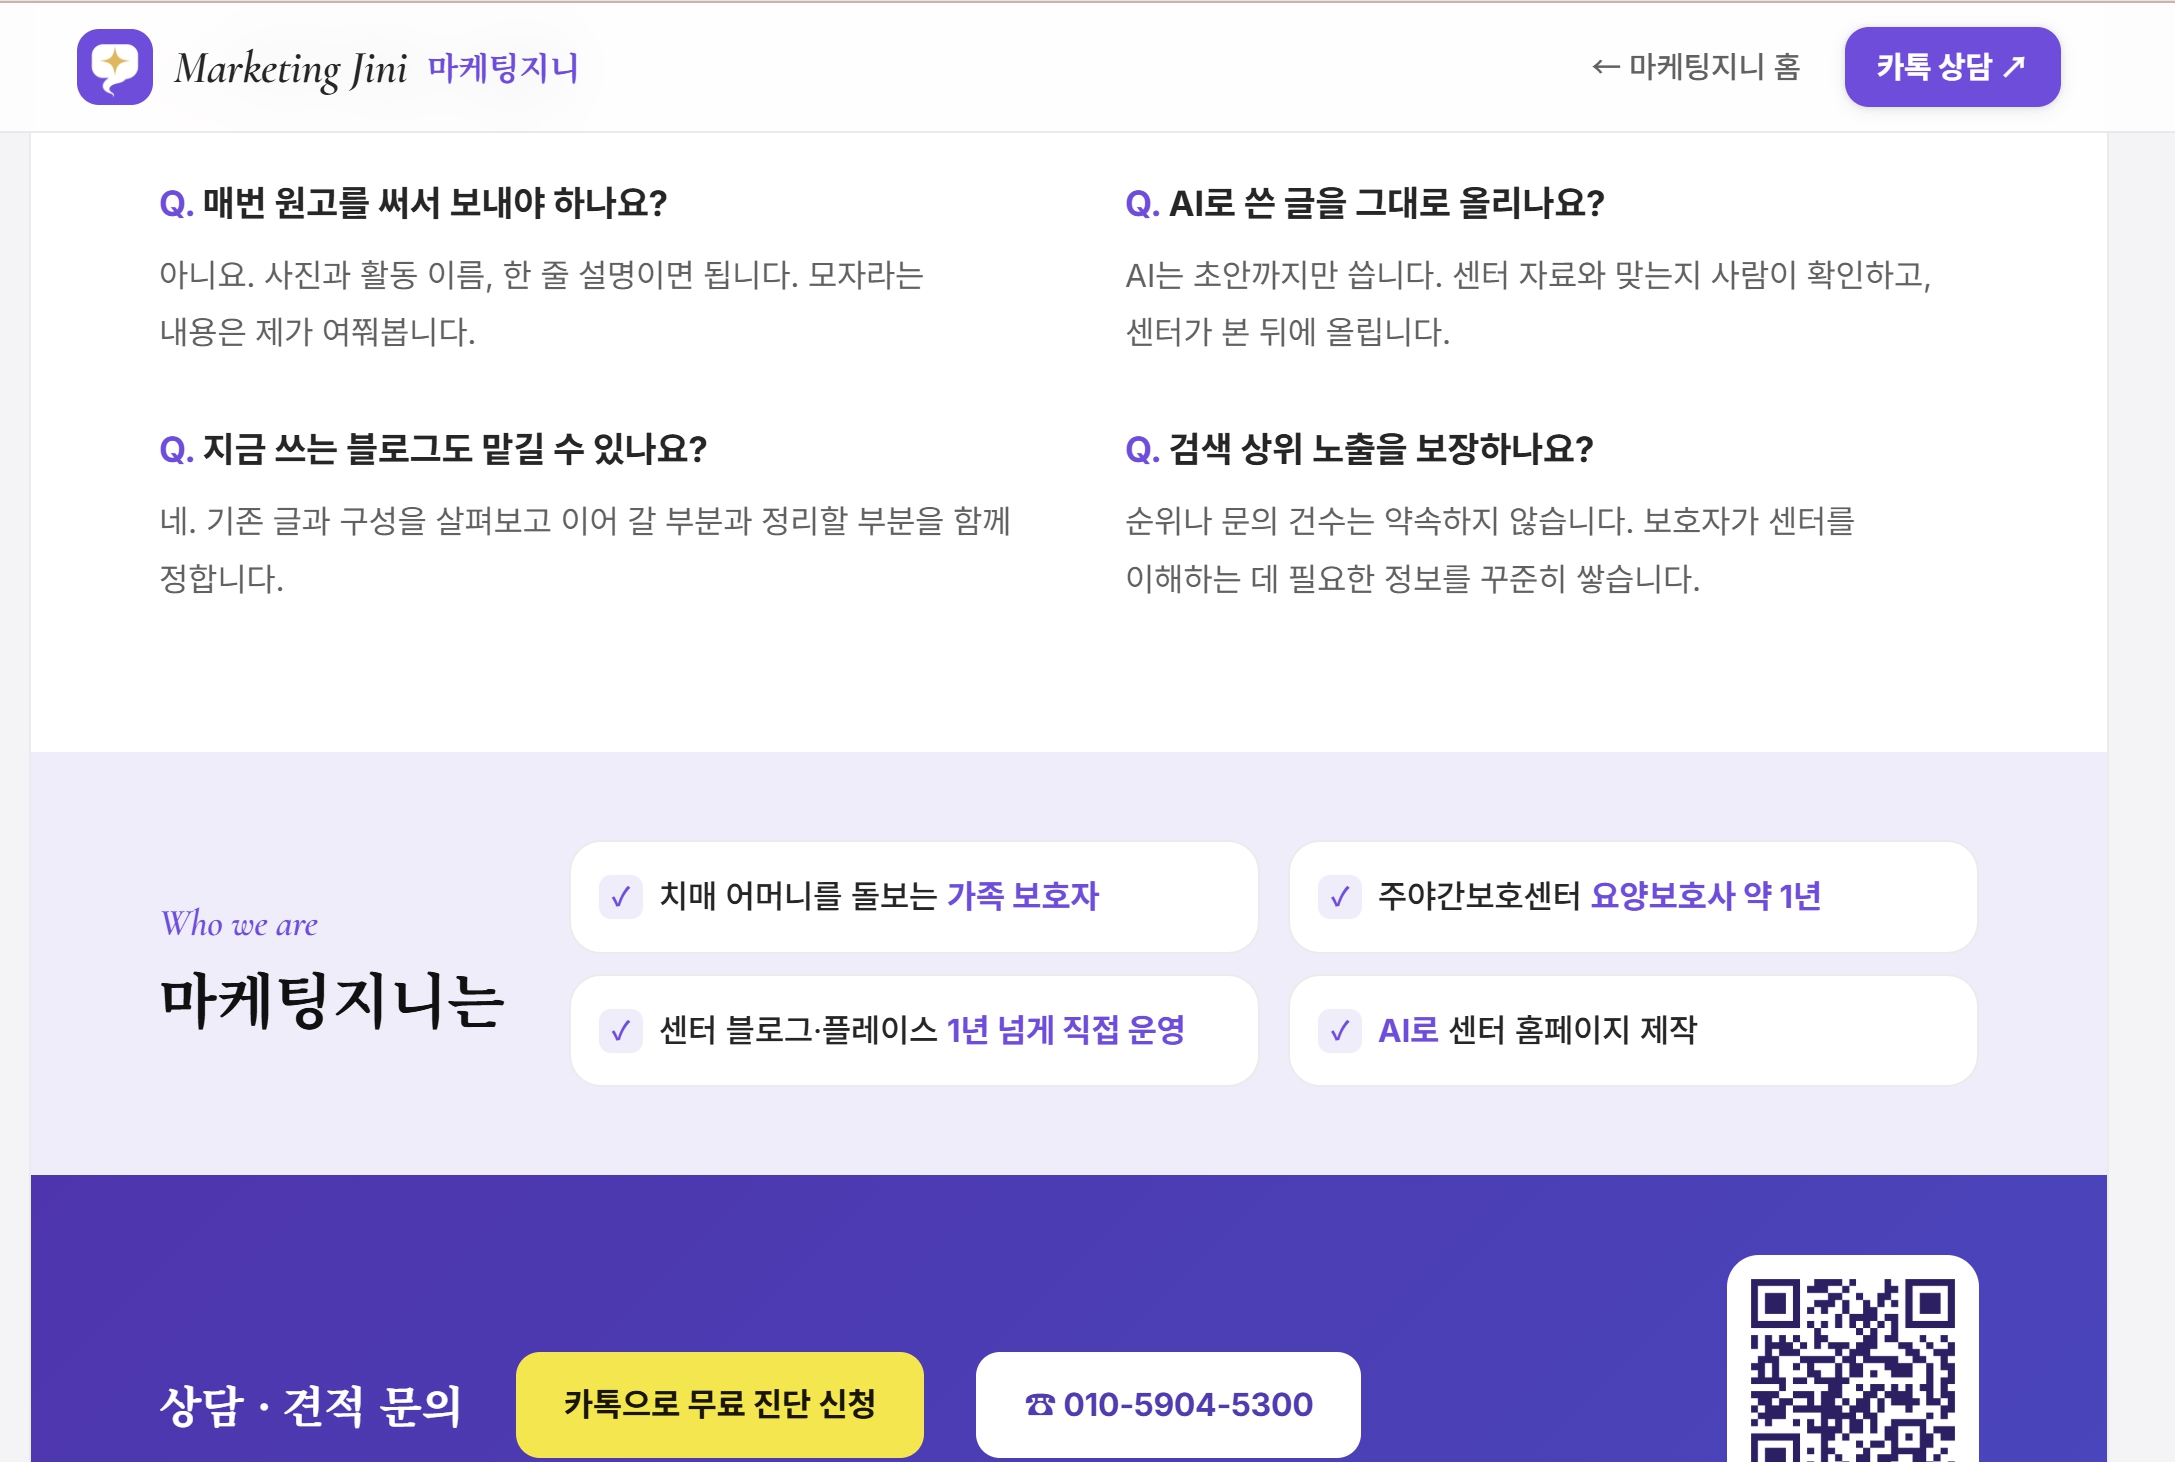 Marketing Jini 마케팅지니
← 마케팅지니 홈
카톡 상담 ↗
Q. 매번 원고를 써서 보내야 하나요?
아니요. 사진과 활동 이름, 한 줄 설명이면 됩니다. 모자라는
내용은 제가 여쭤봅니다.
Q. AI로 쓴 글을 그대로 올리나요?
AI는 초안까지만 씁니다. 센터 자료와 맞는지 사람이 확인하고,
센터가 본 뒤에 올립니다.
Q. 지금 쓰는 블로그도 맡길 수 있나요?
네. 기존 글과 구성을 살펴보고 이어 갈 부분과 정리할 부분을 함께
정합니다.
Q. 검색 상위 노출을 보장하나요?
순위나 문의 건수는 약속하지 않습니다. 보호자가 센터를
이해하는 데 필요한 정보를 꾸준히 쌓습니다.
Who we are
마케팅지니는
✓ 치매 어머니를 돌보는 가족 보호자
✓ 주야간보호센터 요양보호사 약 1년
✓ 센터 블로그·플레이스 1년 넘게 직접 운영
✓ AI로 센터 홈페이지 제작
상담 · 견적 문의
카톡으로 무료 진단 신청
☎ 010-5904-5300